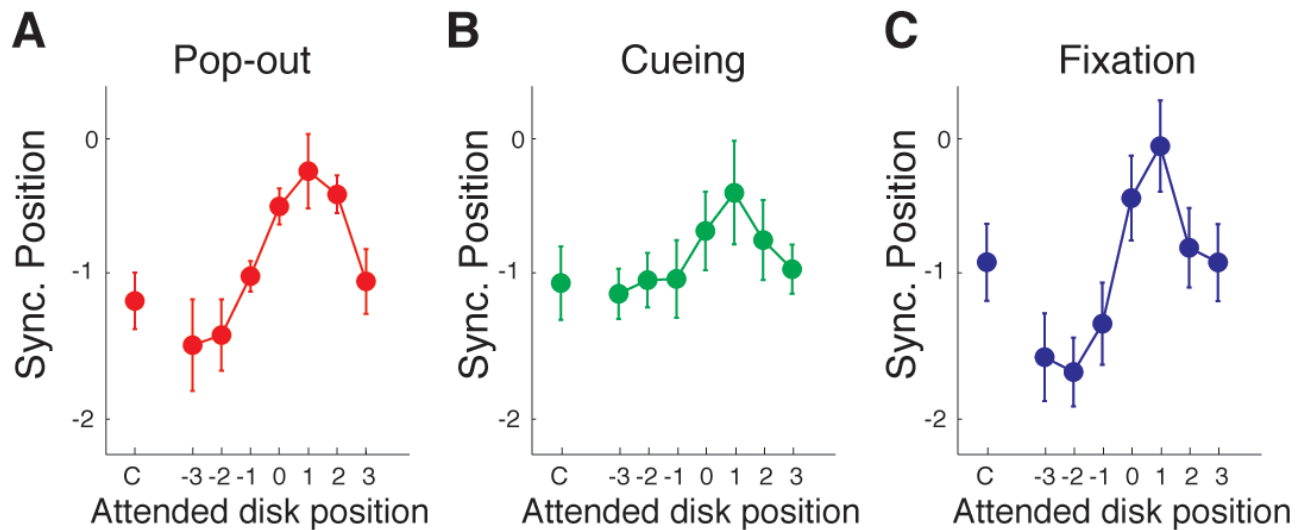 A
Pop-out
Sync. Position
0
-1
-2
C -3 -2 -1 0 1 2 3
Attended disk position
B
Cueing
Sync. Position
0
-1
-2
C -3 -2 -1 0 1 2 3
Attended disk position
C
Fixation
Sync. Position
0
-1
-2
C -3 -2 -1 0 1 2 3
Attended disk position